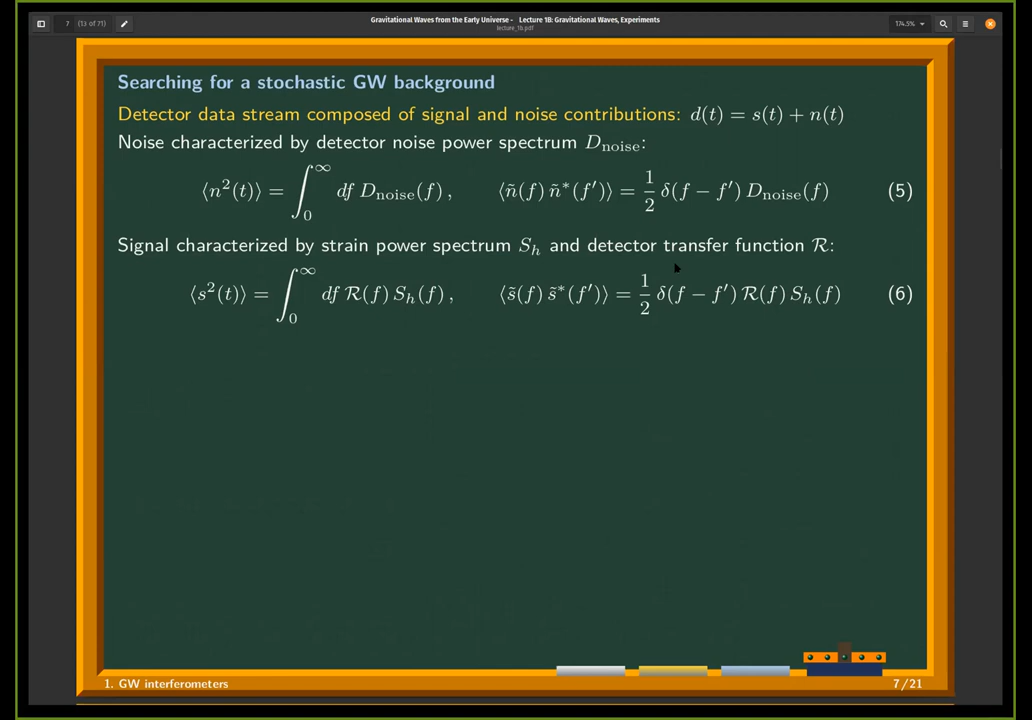 7 (13 of 71)
Gravitational Waves from the Early Universe - Lecture 1B: Gravitational Waves, Experiments
lecture_1b.pdf
174.5%
Searching for a stochastic GW background
Detector data stream composed of signal and noise contributions: d(t) = s(t) + n(t)
Noise characterized by detector noise power spectrum D_noise:
⟨n²(t)⟩ = ∫₀^∞ df D_noise(f) , ⟨ñ(f) ñ*(f′)⟩ = 1/2 δ(f − f′) D_noise(f) (5)
Signal characterized by strain power spectrum S_h and detector transfer function ℛ:
⟨s²(t)⟩ = ∫₀^∞ df ℛ(f) S_h(f) , ⟨s̃(f) s̃*(f′)⟩ = 1/2 δ(f − f′) ℛ(f) S_h(f) (6)
1. GW interferometers
7/21